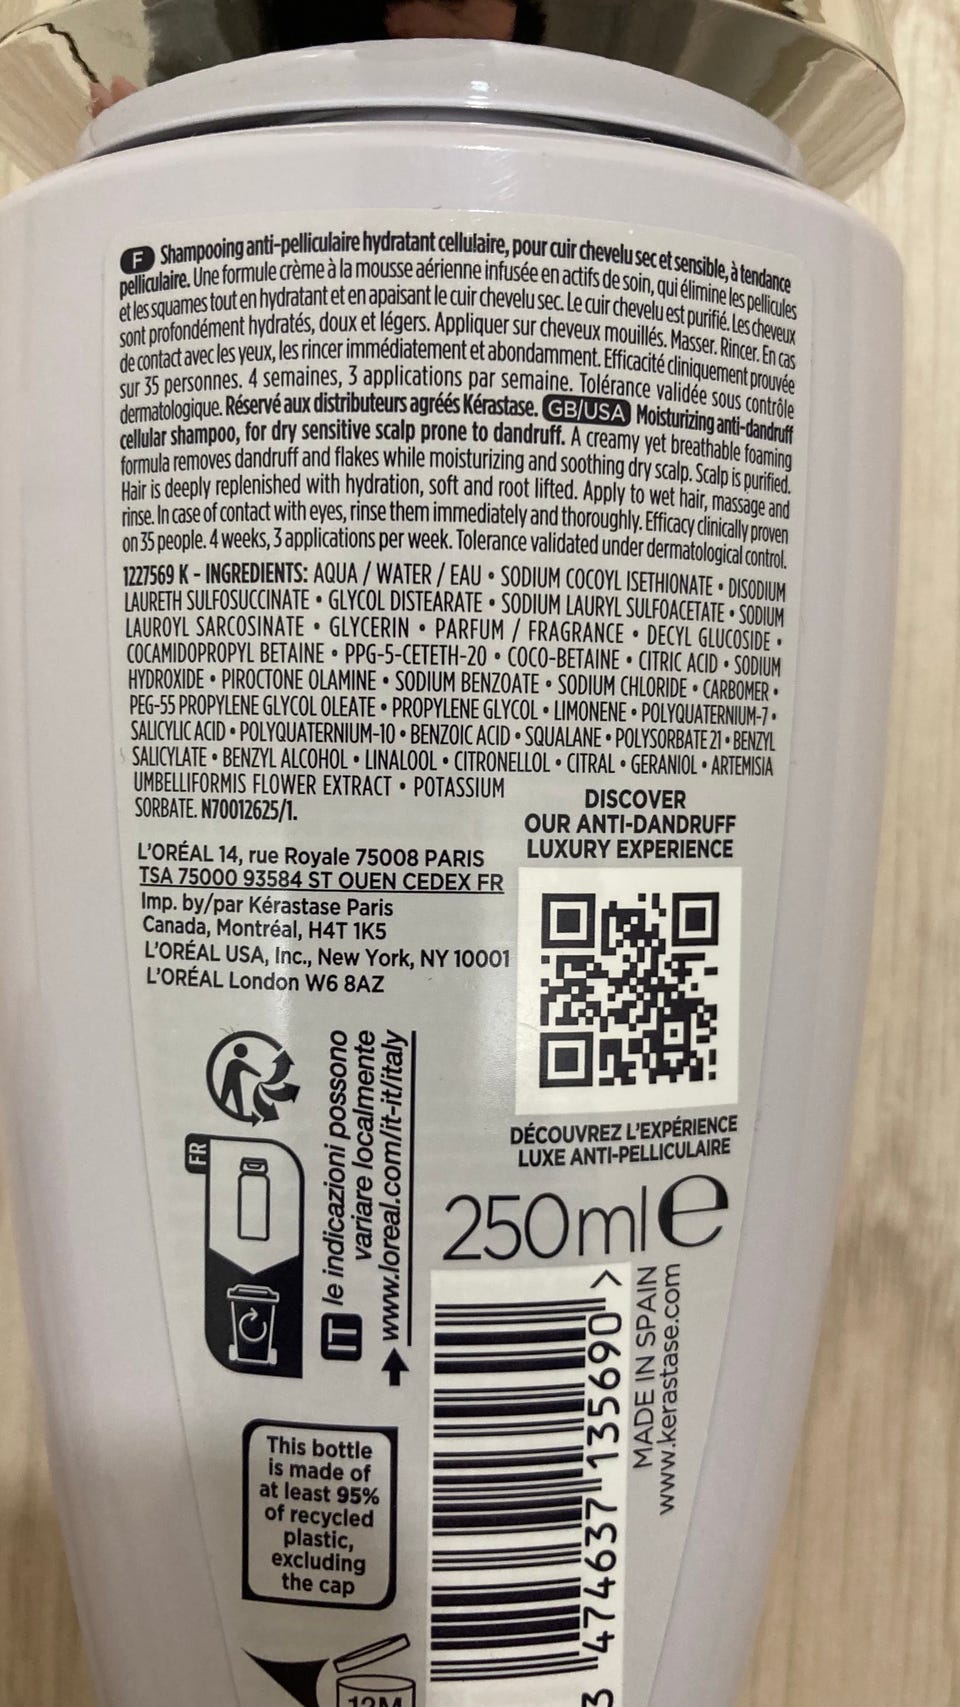 F Shampooing anti-pelliculaire hydratant cellulaire, pour cuir chevelu sec et sensible, à tendance
pelliculaire. Une formule crème à la mousse aérienne infusée en actifs de soin, qui élimine les pellicules
et les squames tout en hydratant et en apaisant le cuir chevelu sec. Le cuir chevelu est purifié. Les cheveux
sont profondément hydratés, doux et légers. Appliquer sur cheveux mouillés. Masser. Rincer. En cas
de contact avec les yeux, les rincer immédiatement et abondamment. Efficacité cliniquement prouvée
sur 35 personnes. 4 semaines, 3 applications par semaine. Tolérance validée sous contrôle
dermatologique. Réservé aux distributeurs agréés Kérastase. GB/USA Moisturizing anti-dandruff
cellular shampoo, for dry sensitive scalp prone to dandruff. A creamy yet breathable foaming
formula removes dandruff and flakes while moisturizing and soothing dry scalp. Scalp is purified.
Hair is deeply replenished with hydration, soft and root lifted. Apply to wet hair, massage and
rinse. In case of contact with eyes, rinse them immediately and thoroughly. Efficacy clinically proven
on 35 people. 4 weeks, 3 applications per week. Tolerance validated under dermatological control.
1227569 K - INGREDIENTS: AQUA / WATER / EAU • SODIUM COCOYL ISETHIONATE • DISODIUM
LAURETH SULFOSUCCINATE • GLYCOL DISTEARATE • SODIUM LAURYL SULFOACETATE • SODIUM
LAUROYL SARCOSINATE • GLYCERIN • PARFUM / FRAGRANCE • DECYL GLUCOSIDE •
COCAMIDOPROPYL BETAINE • PPG-5-CETETH-20 • COCO-BETAINE • CITRIC ACID • SODIUM
HYDROXIDE • PIROCTONE OLAMINE • SODIUM BENZOATE • SODIUM CHLORIDE • CARBOMER •
PEG-55 PROPYLENE GLYCOL OLEATE • PROPYLENE GLYCOL • LIMONENE • POLYQUATERNIUM-7 •
SALICYLIC ACID • POLYQUATERNIUM-10 • BENZOIC ACID • SQUALANE • POLYSORBATE 21 • BENZYL
SALICYLATE • BENZYL ALCOHOL • LINALOOL • CITRONELLOL • CITRAL • GERANIOL • ARTEMISIA
UMBELLIFORMIS FLOWER EXTRACT • POTASSIUM
SORBATE. N70012625/1.
DISCOVER
OUR ANTI-DANDRUFF
LUXURY EXPERIENCE
L'ORÉAL 14, rue Royale 75008 PARIS
TSA 75000 93584 ST OUEN CEDEX FR
Imp. by/par Kérastase Paris
Canada, Montréal, H4T 1K5
L'ORÉAL USA, Inc., New York, NY 10001
L'ORÉAL London W6 8AZ
DÉCOUVREZ L'EXPÉRIENCE
LUXE ANTI-PELLICULAIRE
FR
IT le indicazioni possono
variare localmente
www.loreal.com/it-it/italy
250ml e
This bottle
is made of
at least 95%
of recycled
plastic,
excluding
the cap
3 474637 135690 >
MADE IN SPAIN
www.kerastase.com
12M